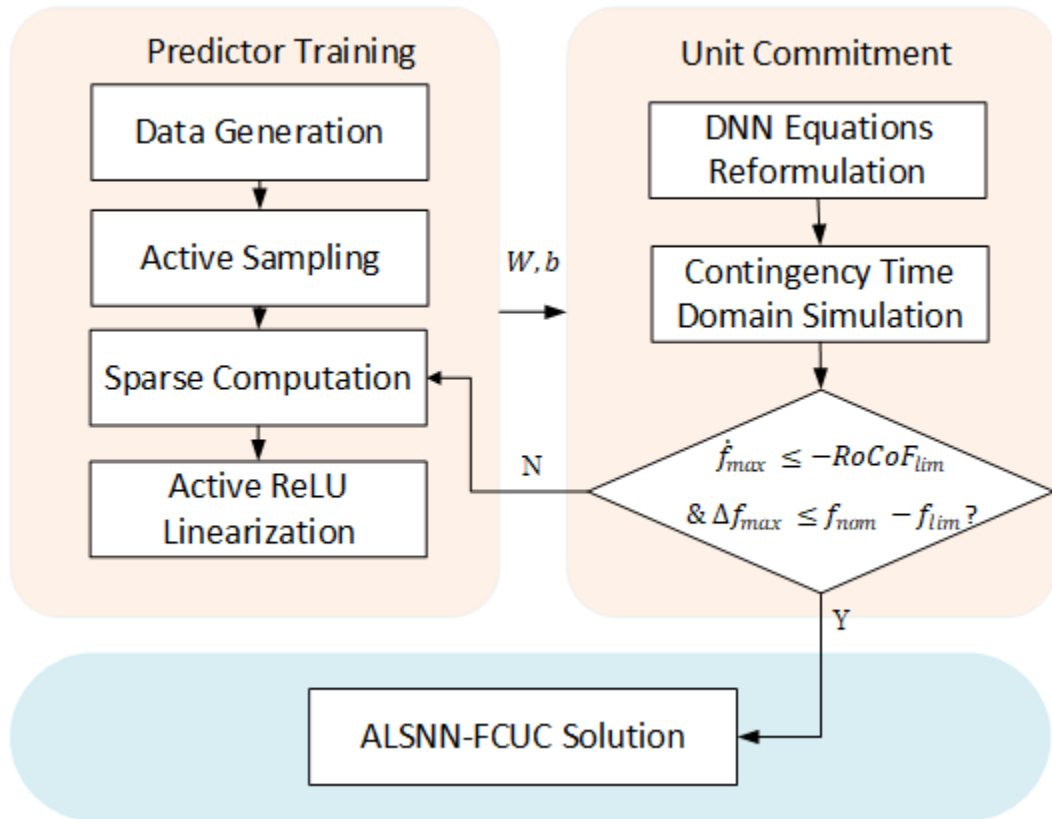 Predictor Training
Data Generation
Active Sampling
Sparse Computation
Active ReLU
Linearization
W, b
Unit Commitment
DNN Equations
Reformulation
Contingency Time
Domain Simulation
ḟ_max ≤ −RoCoF_lim
& Δf_max ≤ f_nom − f_lim?
N
Y
ALSNN-FCUC Solution